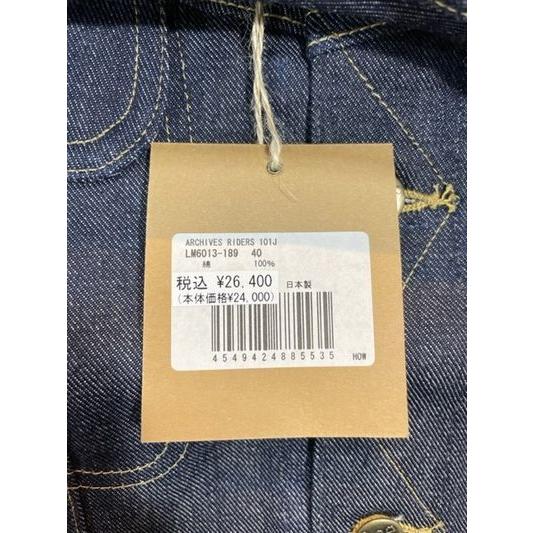 ARCHIVES RIDERS 101J
LM6013-189 40
綿 100%
税込 ¥26,400 日本製
(本体価格¥24,000)
4549424885535 HOW